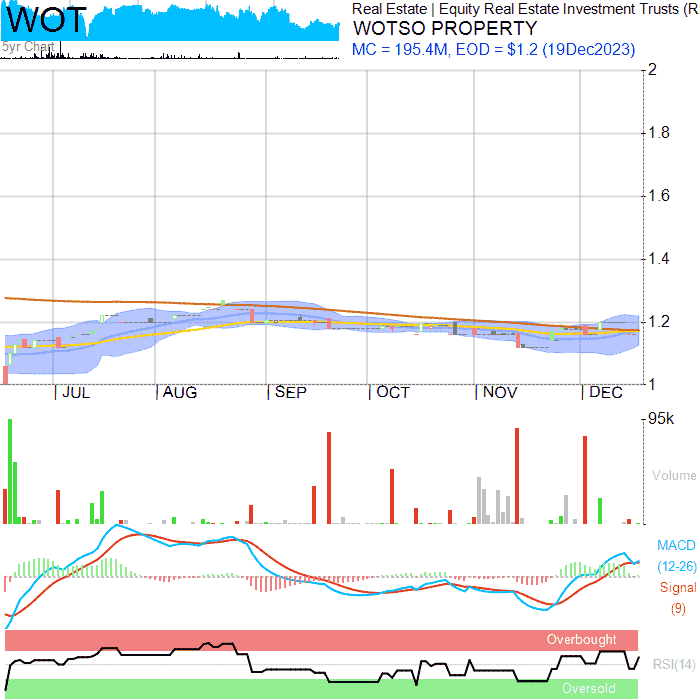 WOT
5yr Chart
Real Estate | Equity Real Estate Investment Trusts (R
WOTSO PROPERTY
MC = 195.4M, EOD = $1.2 (19Dec2023)
2
1.8
1.6
1.4
1.2
1
| JUL | AUG | SEP | OCT | NOV | DEC
95k
Volume
MACD
(12-26)
Signal
(9)
Overbought
RSI(14)
Oversold